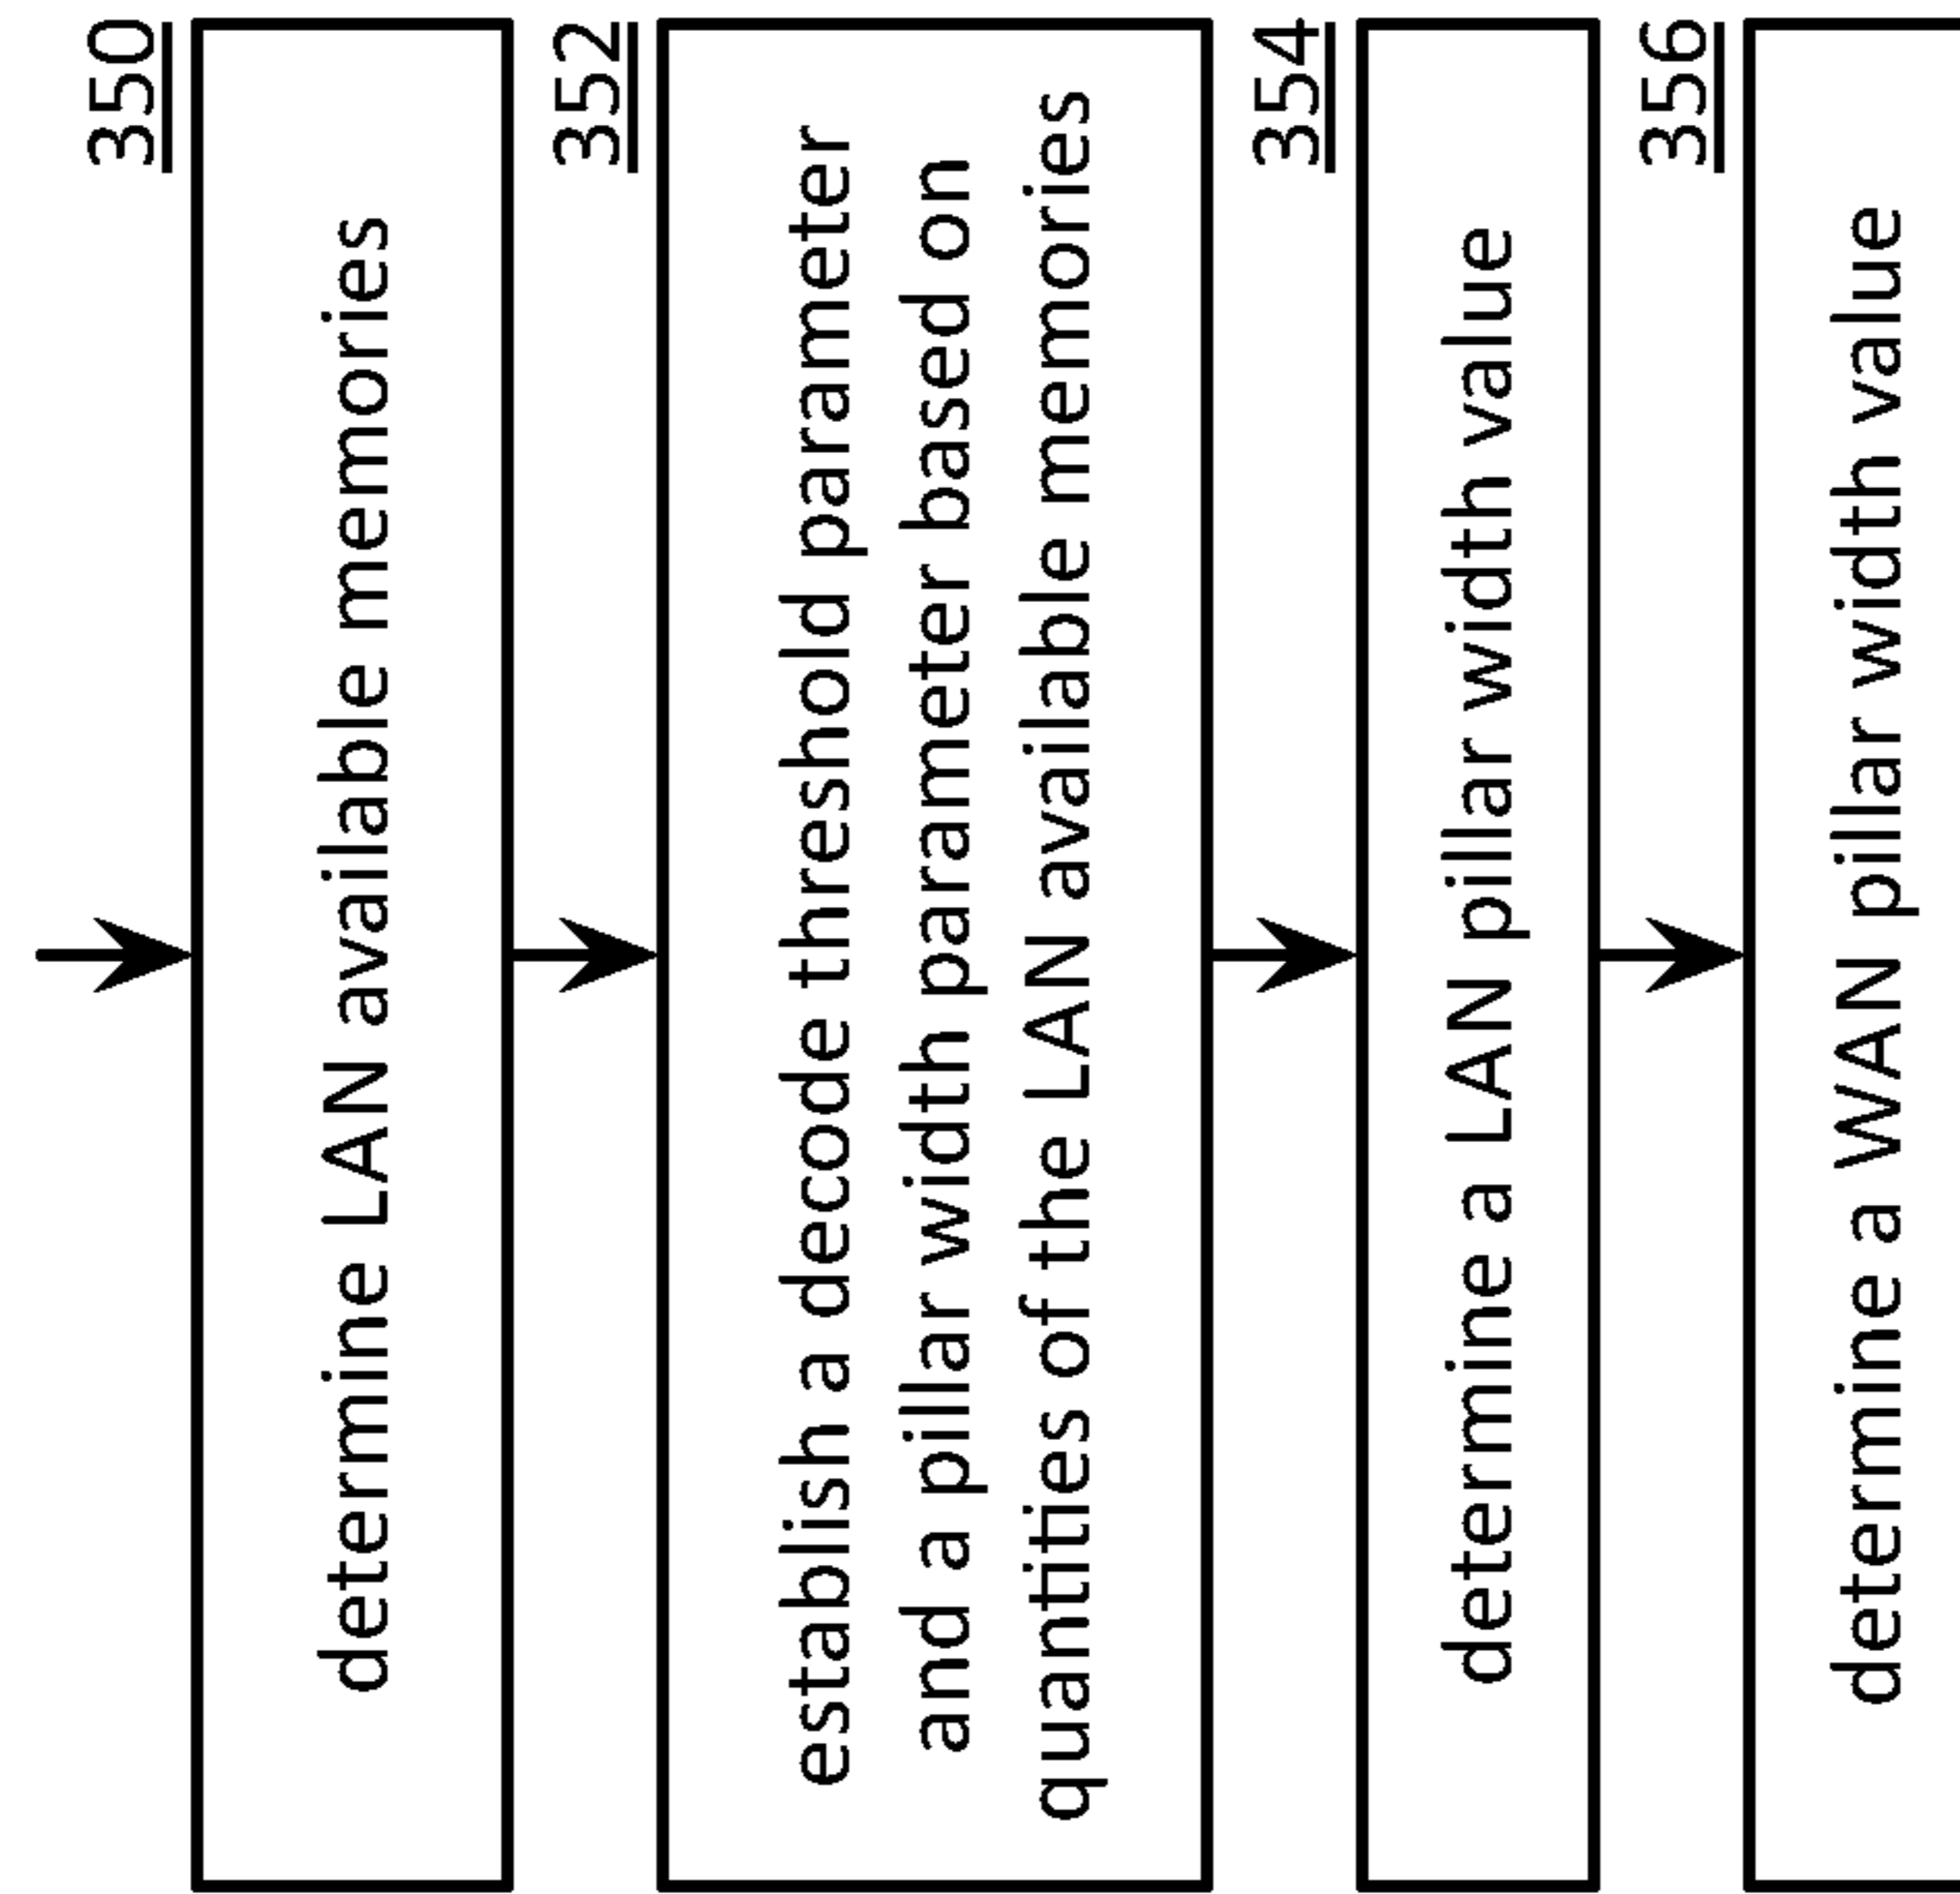 350
determine LAN available memories
352
establish a decode threshold parameter
and a pillar width parameter based on
quantities of the LAN available memories
354
determine a LAN pillar width value
356
determine a WAN pillar width value